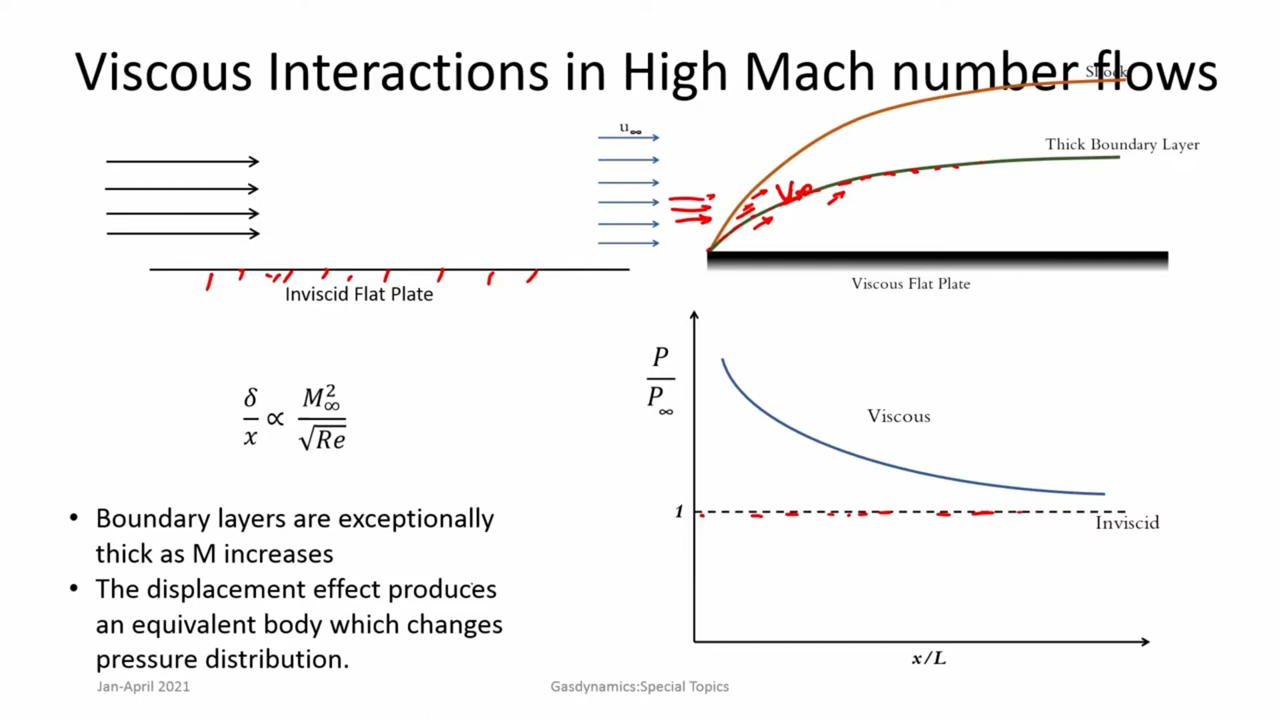 Viscous Interactions in High Mach number flows
Shock
u∞
Thick Boundary Layer
Inviscid Flat Plate
Viscous Flat Plate
δ/x ∝ M∞²/√Re
P/P∞
Viscous
1
Inviscid
x/L
• Boundary layers are exceptionally
thick as M increases
• The displacement effect produces
an equivalent body which changes
pressure distribution.
Jan-April 2021
Gasdynamics:Special Topics